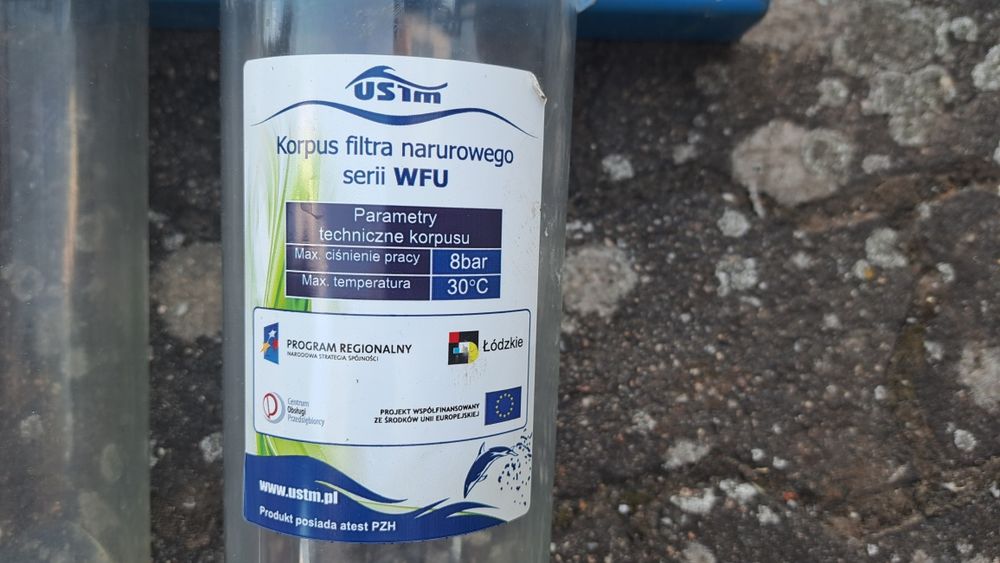 USTM
Korpus filtra narurowego
serii WFU
Parametry
techniczne korpusu
Max. ciśnienie pracy 8bar
Max. temperatura 30°C
PROGRAM REGIONALNY
NARODOWA STRATEGIA SPÓJNOŚCI
Łódzkie
Centrum
Obsługi
Przedsiębiorcy
PROJEKT WSPÓŁFINANSOWANY
ZE ŚRODKÓW UNII EUROPEJSKIEJ
www.ustm.pl
Produkt posiada atest PZH